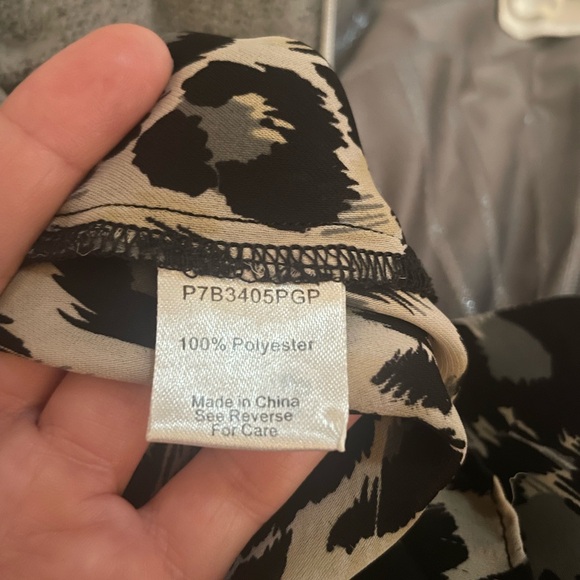 P7B3405PGP
100% Polyester
Made in China
See Reverse
For Care